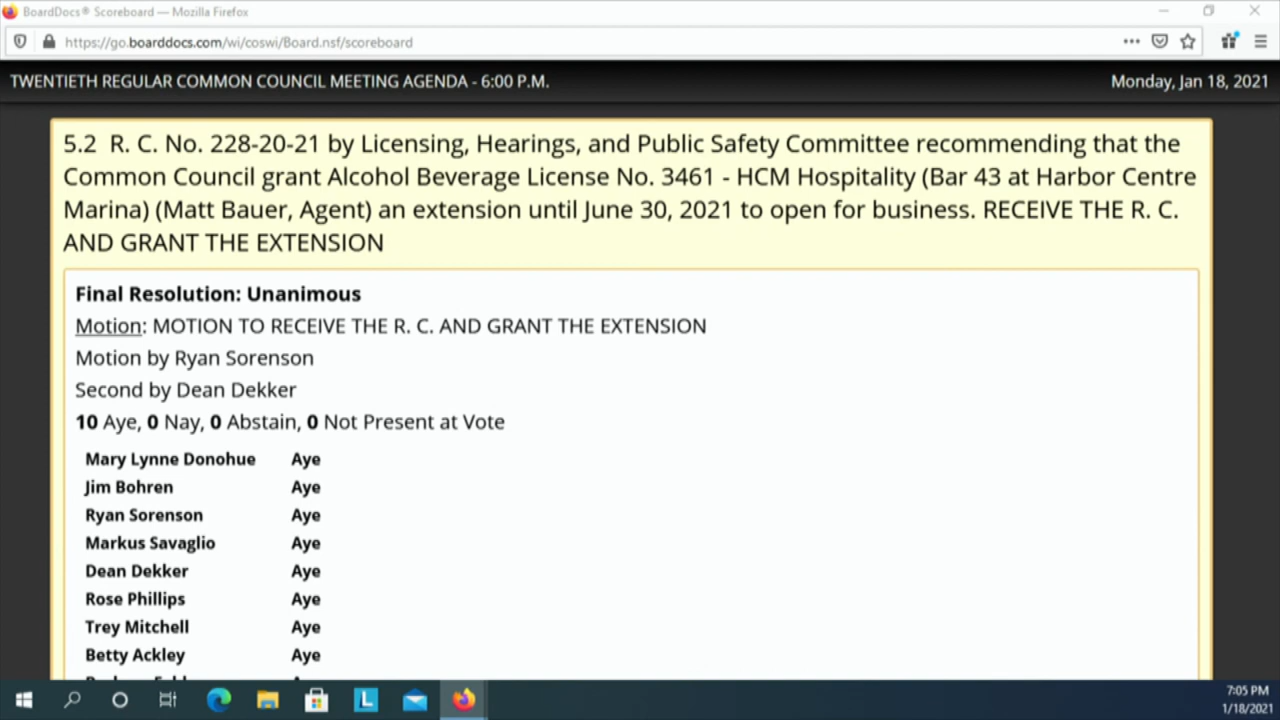 BoardDocs® Scoreboard — Mozilla Firefox
https://go.boarddocs.com/wi/coswi/Board.nsf/scoreboard
TWENTIETH REGULAR COMMON COUNCIL MEETING AGENDA - 6:00 P.M.
Monday, Jan 18, 2021
5.2 R. C. No. 228-20-21 by Licensing, Hearings, and Public Safety Committee recommending that the
Common Council grant Alcohol Beverage License No. 3461 - HCM Hospitality (Bar 43 at Harbor Centre
Marina) (Matt Bauer, Agent) an extension until June 30, 2021 to open for business. RECEIVE THE R. C.
AND GRANT THE EXTENSION
Final Resolution: Unanimous
Motion: MOTION TO RECEIVE THE R. C. AND GRANT THE EXTENSION
Motion by Ryan Sorenson
Second by Dean Dekker
10 Aye, 0 Nay, 0 Abstain, 0 Not Present at Vote
Mary Lynne Donohue Aye
Jim Bohren Aye
Ryan Sorenson Aye
Markus Savaglio Aye
Dean Dekker Aye
Rose Phillips Aye
Trey Mitchell Aye
Betty Ackley Aye
L
7:05 PM
1/18/2021